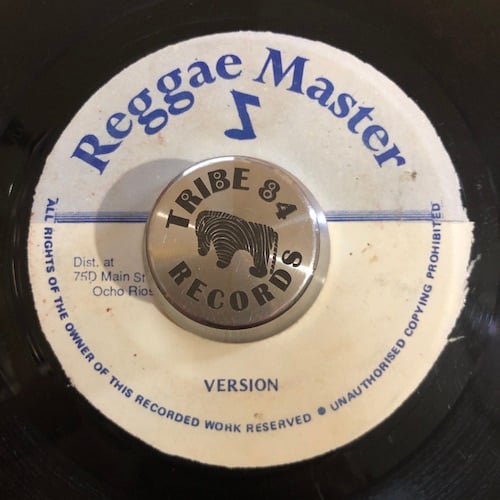 Reggae Master
TRIBE 84
RECORDS
Dist. at
75D Main St
Ocho Rios
VERSION
ALL RIGHTS OF THE OWNER OF THIS RECORDED WORK RESERVED ● UNAUTHORISED COPYING PROHIBITED